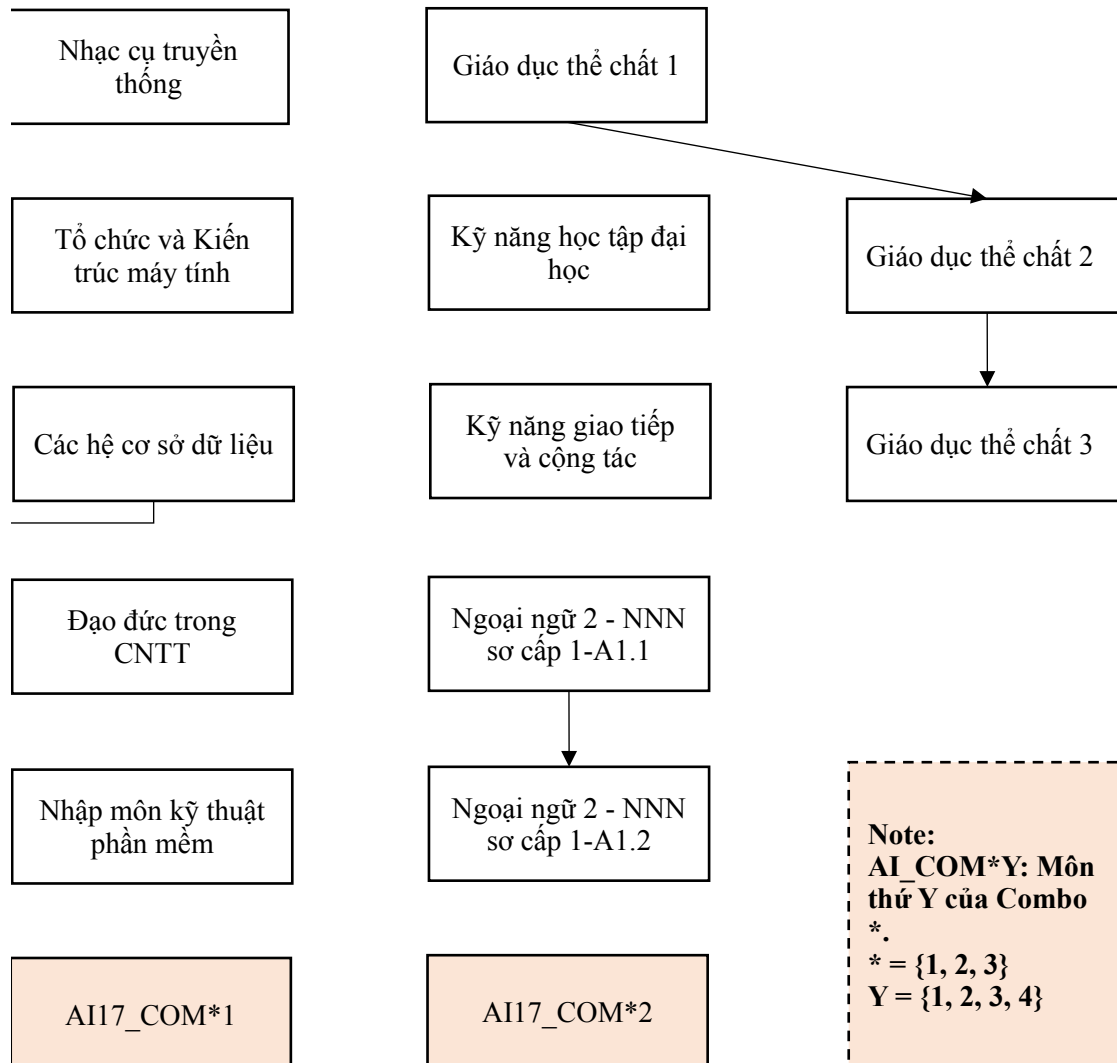 Nhạc cụ truyền
thống
Giáo dục thể chất 1
Tổ chức và Kiến
trúc máy tính
Kỹ năng học tập đại
học
Giáo dục thể chất 2
Các hệ cơ sở dữ liệu
Kỹ năng giao tiếp
và cộng tác
Giáo dục thể chất 3
Đạo đức trong
CNTT
Ngoại ngữ 2 - NNN
sơ cấp 1-A1.1
Nhập môn kỹ thuật
phần mềm
Ngoại ngữ 2 - NNN
sơ cấp 1-A1.2
Note:
AI_COM*Y: Môn
thứ Y của Combo
*.
* = {1, 2, 3}
Y = {1, 2, 3, 4}
AI17_COM*1
AI17_COM*2